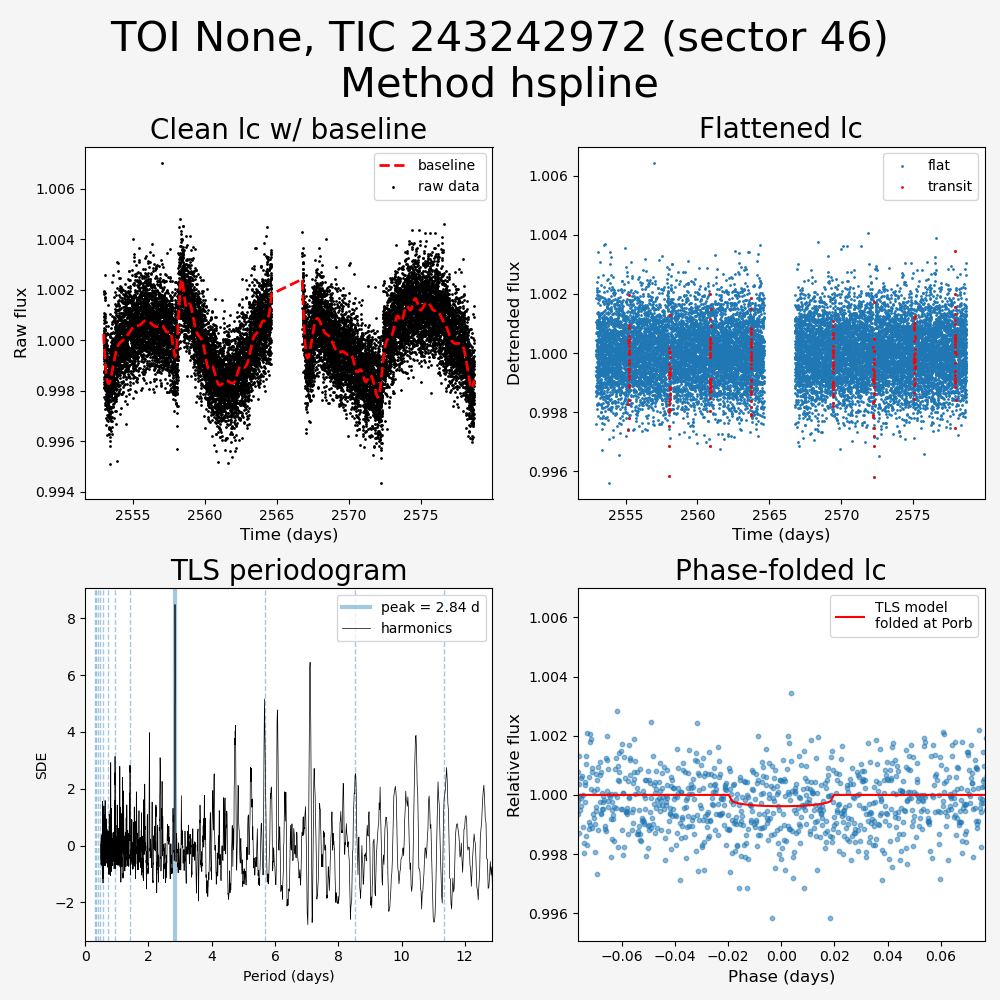 TOI None, TIC 243242972 (sector 46)
Method hspline
Clean lc w/ baseline
Flattened lc
baseline
raw data
flat
transit
Raw flux
1.006
1.004
1.002
1.000
0.998
0.996
0.994
2555
2560
2565
2570
2575
Time (days)
Detrended flux
1.006
1.004
1.002
1.000
0.998
0.996
2555
2560
2565
2570
2575
Time (days)
TLS periodogram
Phase-folded lc
peak = 2.84 d
harmonics
TLS model
folded at Porb
SDE
8
6
4
2
0
−2
0
2
4
6
8
10
12
Period (days)
Relative flux
1.006
1.004
1.002
1.000
0.998
0.996
−0.06
−0.04
−0.02
0.00
0.02
0.04
0.06
Phase (days)